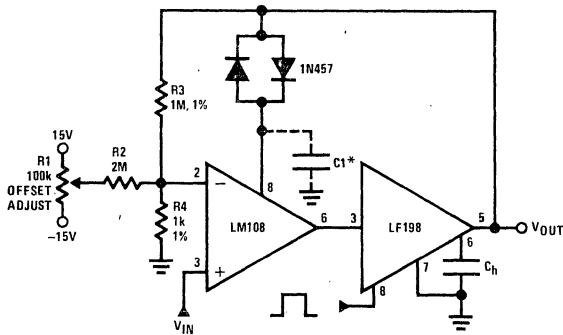 1N457
R3
1M, 1%
C1*
15V
R1
100k
OFFSET
ADJUST
-15V
R2
2M
R4
1k
1%
2
-
8
LM108
6
3
+
VIN
3
LF198
5
VOUT
6
7
8
Ch